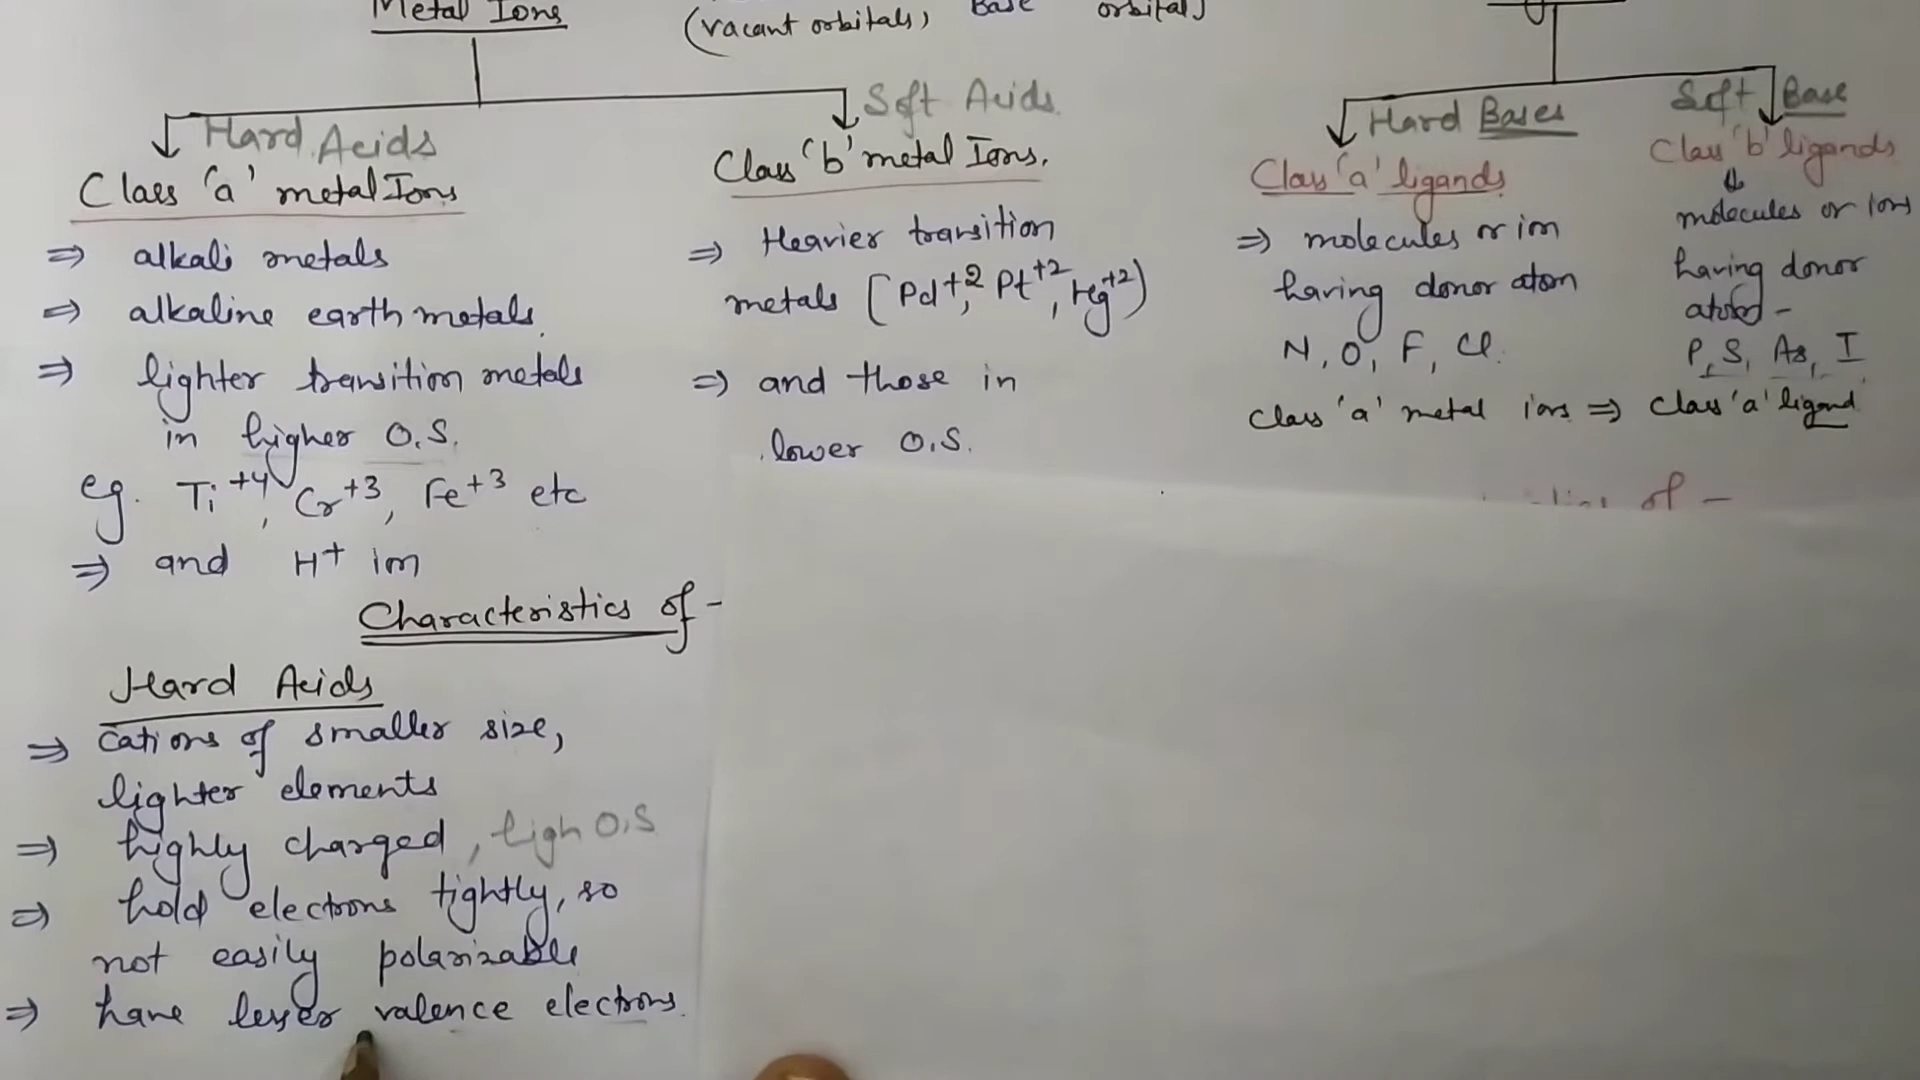 Metal Ions
(vacant orbitals) Base orbitals
Hard Acids
Class 'a' metal Ions
⇒ alkali metals
⇒ alkaline earth metals.
⇒ lighter transition metals
in higher O.S.
eg. Ti+4, Cr+3, Fe+3 etc
⇒ and H+ ion
Soft Acids
Class 'b' metal Ions.
⇒ Heavier transition
metals [Pd+2, Pt+2, Hg+2)
⇒ and those in
lower O.S.
Hard Bases
Class 'a' ligands
⇒ molecules or ion
having donor atom
N, O, F, Cl.
Soft Base
Class 'b' ligands
molecules or ions
having donor
P, S, As, I
Class 'a' metal ions ⇒ Class 'a' ligand
of -
Characteristics of -
Hard Acids
⇒ cations of smaller size,
lighter elements
⇒ highly charged, high O.S
⇒ hold electrons tightly, so
not easily polarizable
⇒ have lesser valence electrons.